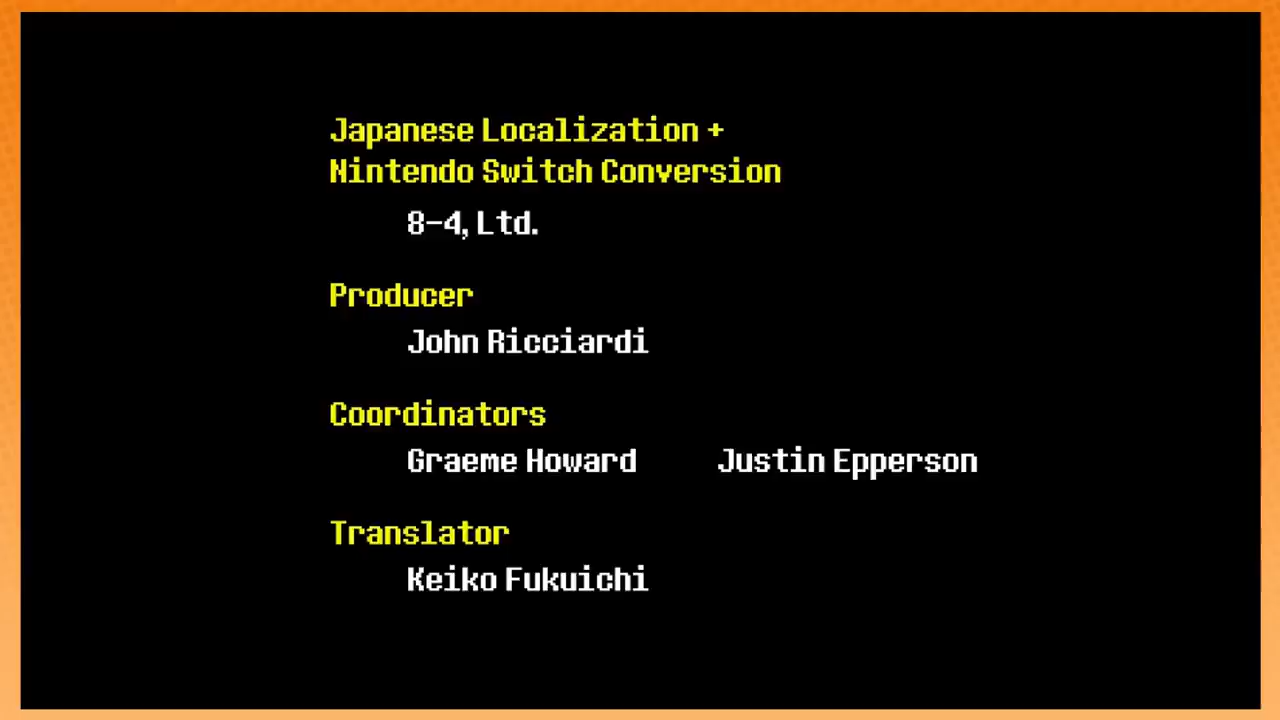 Japanese Localization +
Nintendo Switch Conversion
8-4, Ltd.
Producer
John Ricciardi
Coordinators
Graeme Howard Justin Epperson
Translator
Keiko Fukuichi